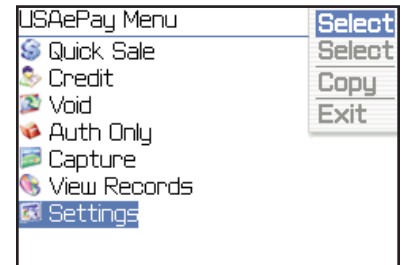 USAePay Menu
Quick Sale
Credit
Void
Auth Only
Capture
View Records
Settings
Select
Select
Copy
Exit